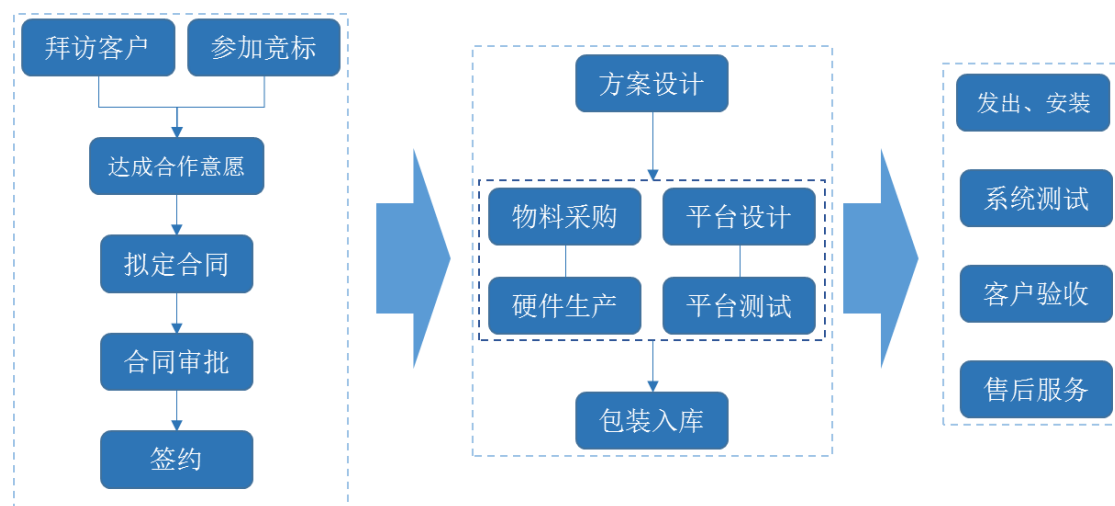 拜访客户
参加竞标
达成合作意愿
拟定合同
合同审批
签约
方案设计
物料采购
平台设计
硬件生产
平台测试
包装入库
发出、安装
系统测试
客户验收
售后服务